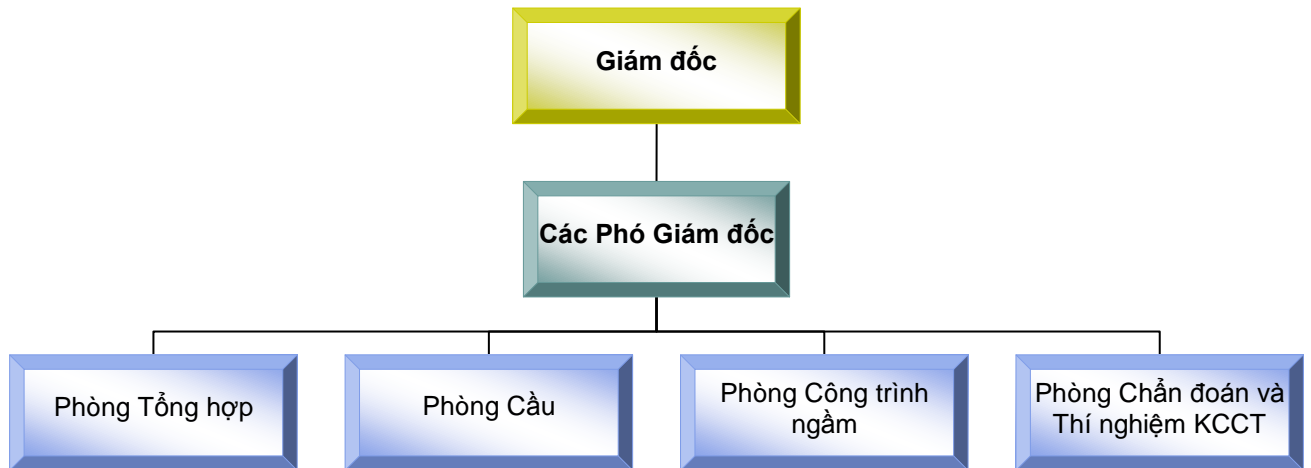 Giám đốc
Các Phó Giám đốc
Phòng Tổng hợp
Phòng Cầu
Phòng Công trình
ngầm
Phòng Chẩn đoán và
Thí nghiệm KCCT